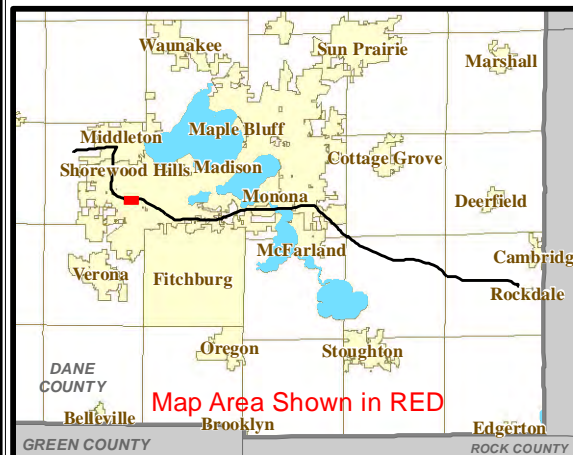 Waunakee
Sun Prairie
Marshall
Middleton
Maple Bluff
Cottage Grove
Shorewood Hills
Madison
Monona
Deerfield
McFarland
Cambridg
Verona
Fitchburg
Rockdale
Oregon
Stoughton
DANE
COUNTY
Map Area Shown in RED
Belleville
Brooklyn
Edgerton
GREEN COUNTY
ROCK COUNTY